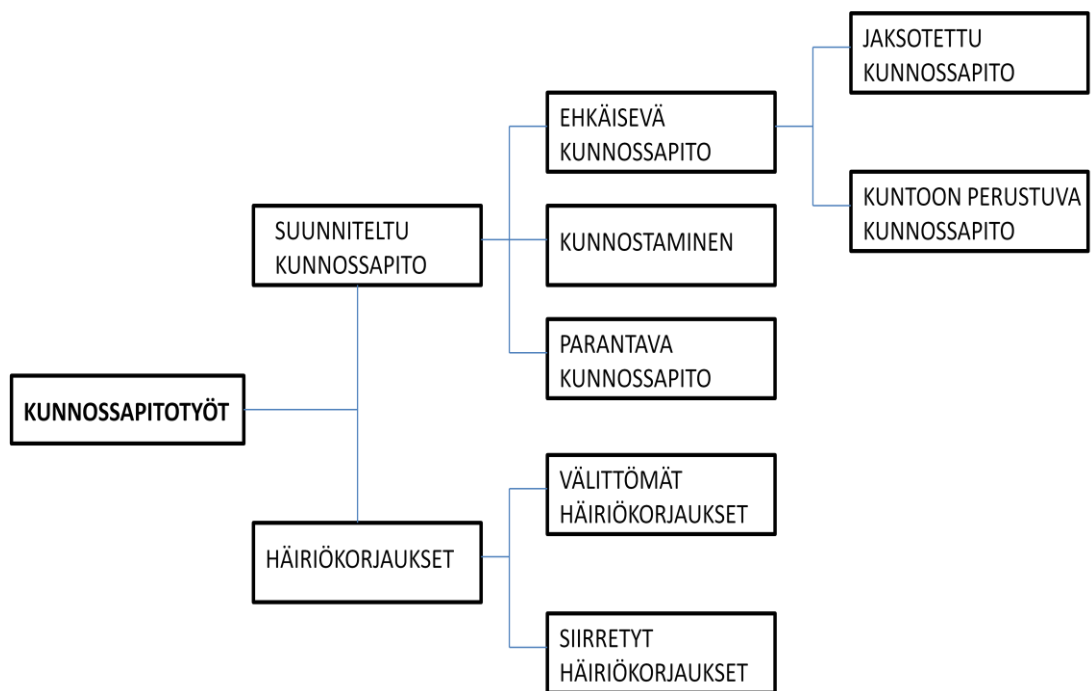 JAKSOTETTU
KUNNOSSAPITO
EHKÄISEVÄ
KUNNOSSAPITO
KUNTOON PERUSTUVA
KUNNOSSAPITO
SUUNNITELTU
KUNNOSSAPITO
KUNNOSTAMINEN
PARANTAVA
KUNNOSSAPITO
KUNNOSSAPITOTYÖT
VÄLITTÖMÄT
HÄIRIÖKORJAUKSET
HÄIRIÖKORJAUKSET
SIIRRETYT
HÄIRIÖKORJAUKSET